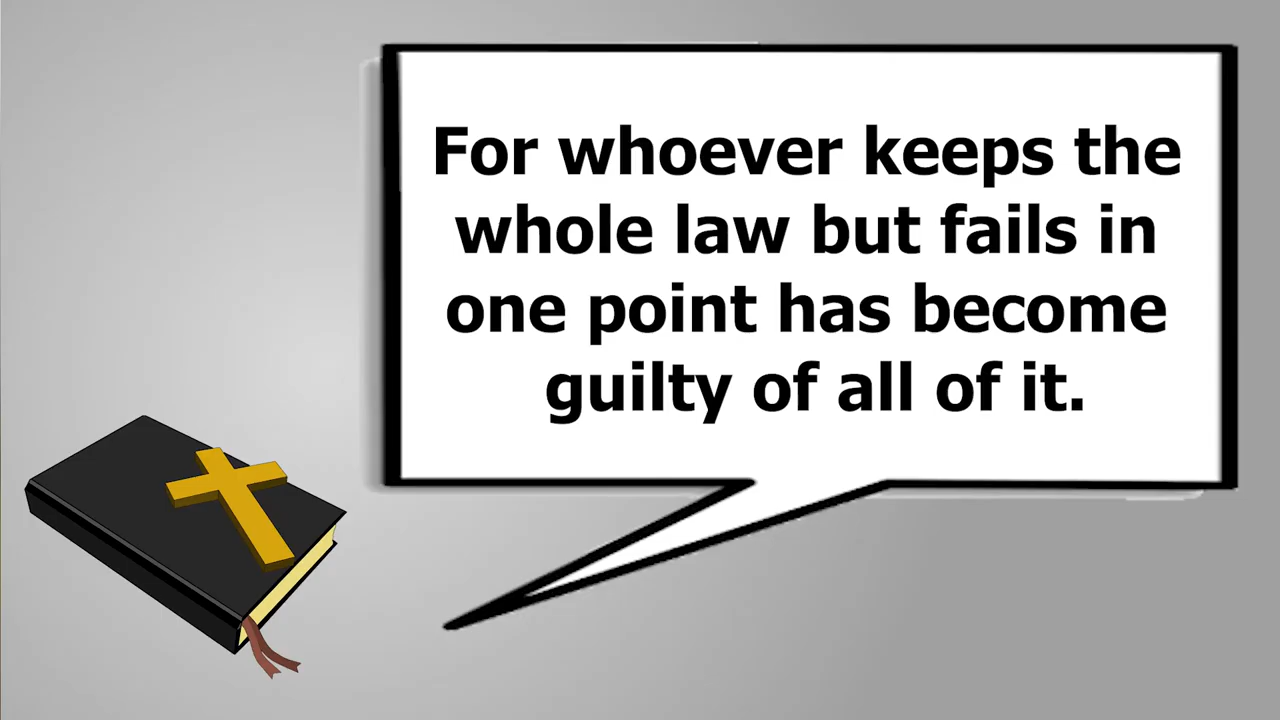 For whoever keeps the
whole law but fails in
one point has become
guilty of all of it.